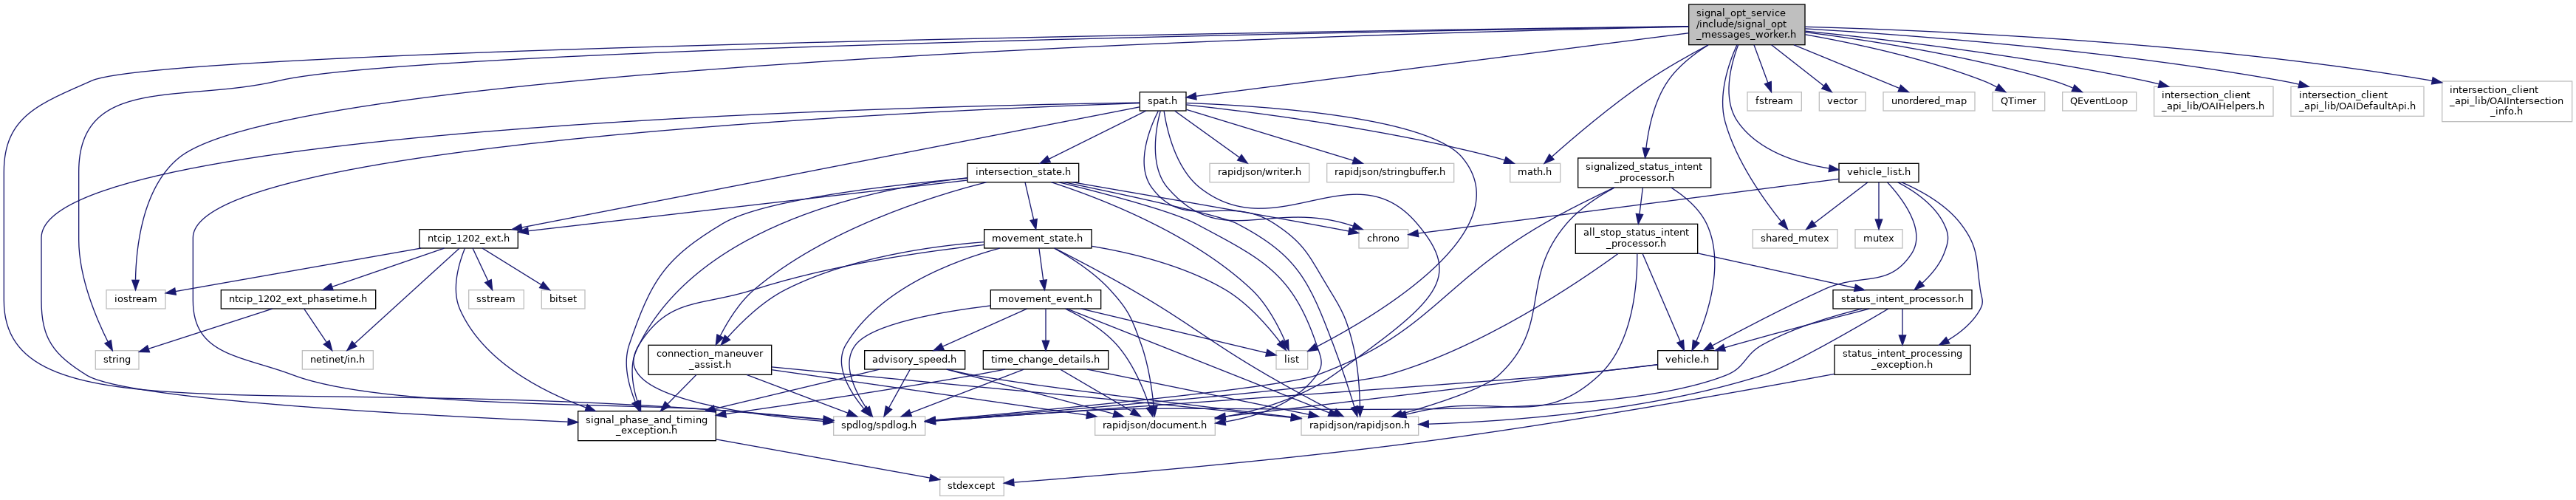 signal_opt_service
/include/signal_opt
_messages_worker.h
spat.h
fstream
vector
unordered_map
QTimer
QEventLoop
intersection_client
_api_lib/OAIHelpers.h
intersection_client
_api_lib/OAIDefaultApi.h
intersection_client
_api_lib/OAIIntersection
_info.h
intersection_state.h
rapidjson/writer.h
rapidjson/stringbuffer.h
math.h
signalized_status_intent
_processor.h
vehicle_list.h
ntcip_1202_ext.h
movement_state.h
chrono
all_stop_status_intent
_processor.h
shared_mutex
mutex
iostream
ntcip_1202_ext_phasetime.h
sstream
bitset
movement_event.h
status_intent_processor.h
string
netinet/in.h
connection_maneuver
_assist.h
advisory_speed.h
time_change_details.h
list
vehicle.h
status_intent_processing
_exception.h
signal_phase_and_timing
_exception.h
spdlog/spdlog.h
rapidjson/document.h
rapidjson/rapidjson.h
stdexcept